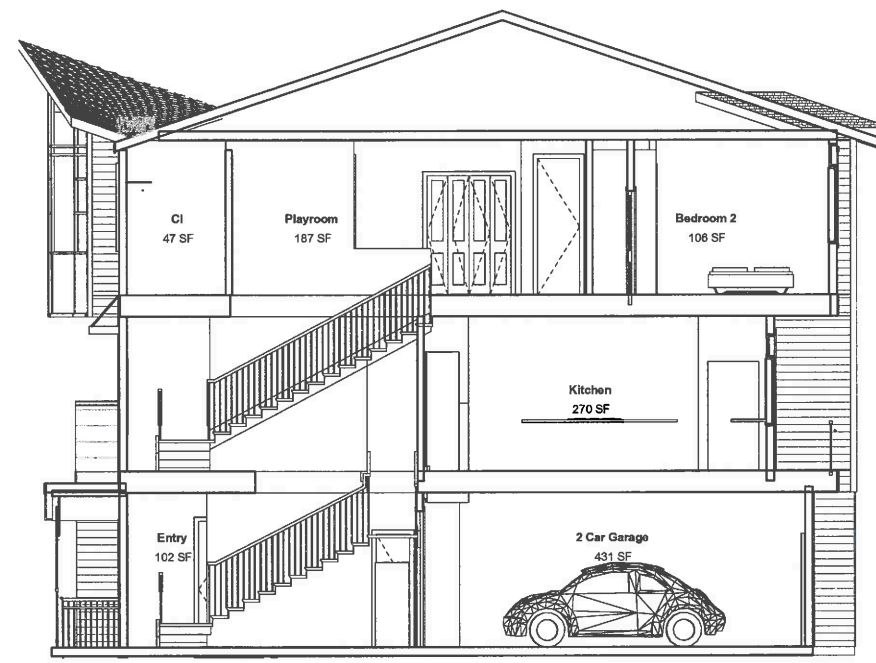 Cl
47 SF
Playroom
187 SF
Bedroom 2
106 SF
Kitchen
270 SF
Entry
102 SF
2 Car Garage
431 SF